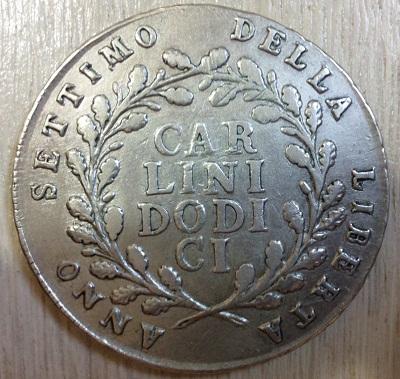 ANNO SETTIMO DELLA LIBERTA
CAR
LINI
DODI
CI